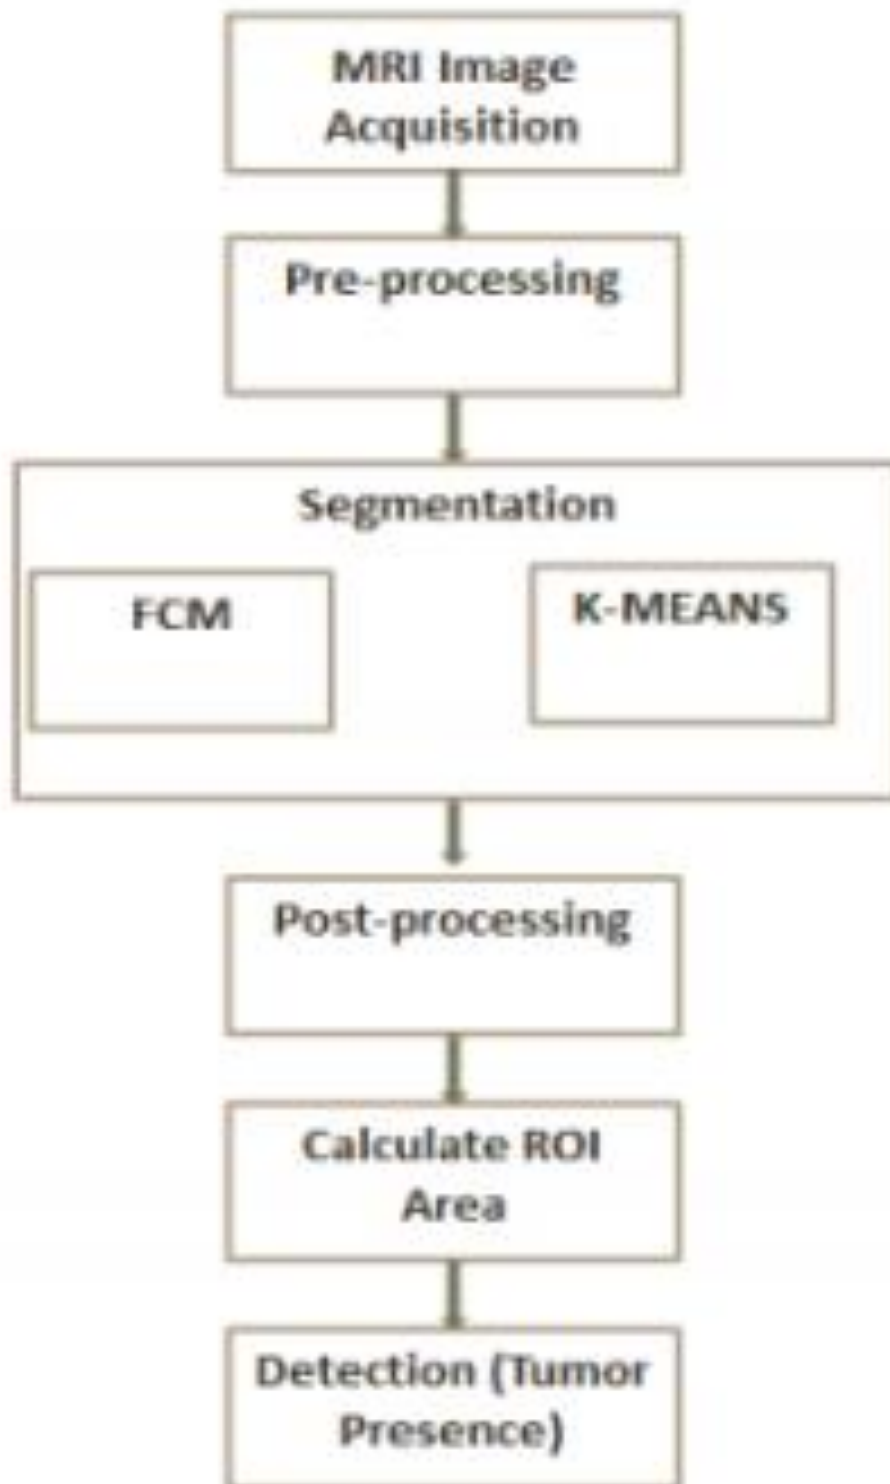 MRI Image
Acquisition
Pre-processing
Segmentation
FCM
K-MEANS
Post-processing
Calculate ROI
Area
Detection (Tumor
Presence)